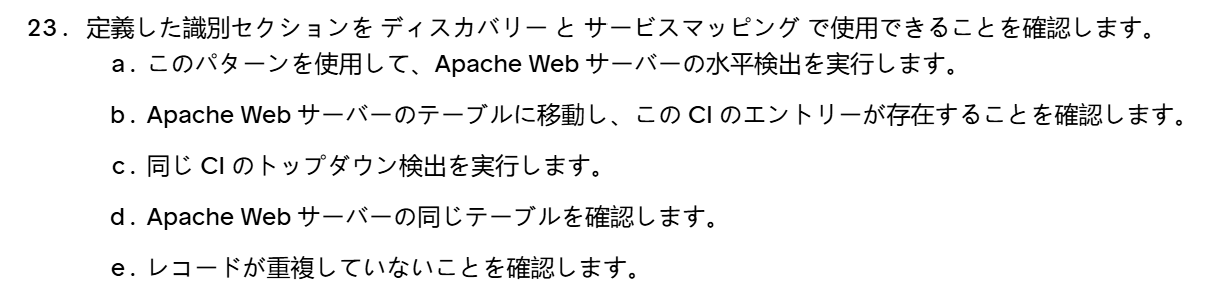 23. 定義した識別セクションを ディスカバリー と サービスマッピング で使用できることを確認します。
a. このパターンを使用して、Apache Web サーバーの水平検出を実行します。
b. Apache Web サーバーのテーブルに移動し、この CI のエントリーが存在することを確認します。
c. 同じ CI のトップダウン検出を実行します。
d. Apache Web サーバーの同じテーブルを確認します。
e. レコードが重複していないことを確認します。